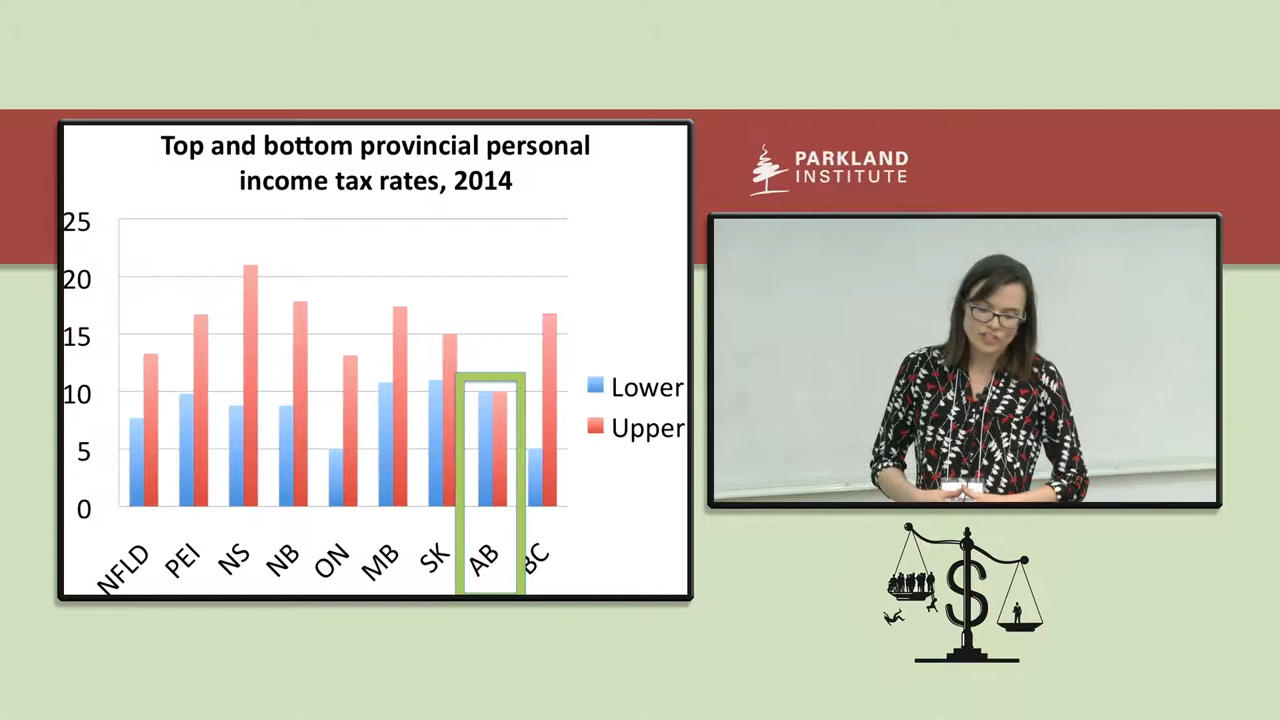 Top and bottom provincial personal
income tax rates, 2014
25
20
15
10
5
0
NFLD
PEI
NS
NB
ON
MB
SK
AB
BC
Lower
Upper
PARKLAND
INSTITUTE
$